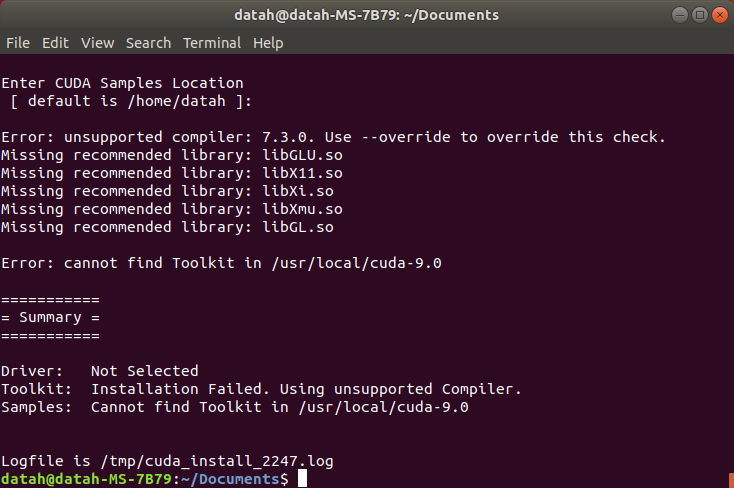 datah@datah-MS-7B79: ~/Documents
File Edit View Search Terminal Help
Enter CUDA Samples Location
 [ default is /home/datah ]:
Error: unsupported compiler: 7.3.0. Use --override to override this check.
Missing recommended library: libGLU.so
Missing recommended library: libX11.so
Missing recommended library: libXi.so
Missing recommended library: libXmu.so
Missing recommended library: libGL.so
Error: cannot find Toolkit in /usr/local/cuda-9.0
===========
= Summary =
===========
Driver:   Not Selected
Toolkit:  Installation Failed. Using unsupported Compiler.
Samples:  Cannot find Toolkit in /usr/local/cuda-9.0
Logfile is /tmp/cuda_install_2247.log
datah@datah-MS-7B79:~/Documents$